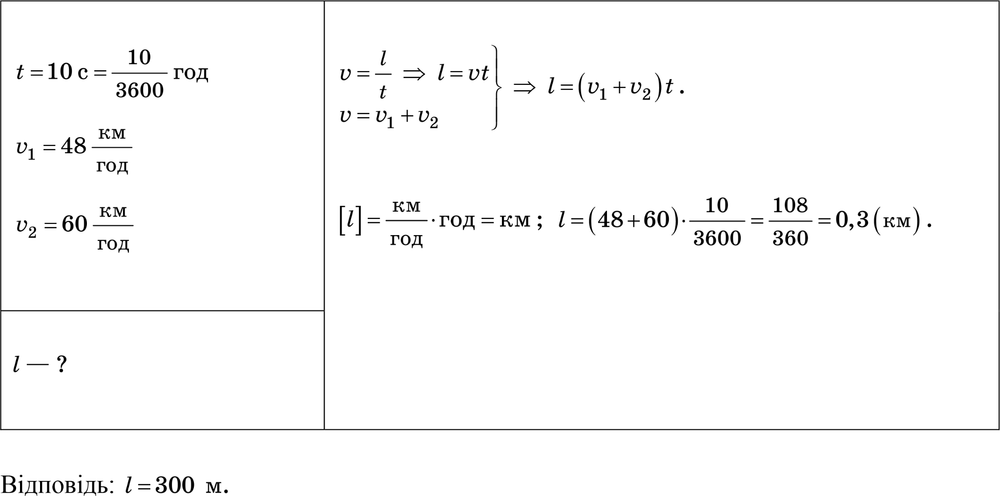 t = 10 с = 10/3600 год
v₁ = 48 км/год
v₂ = 60 км/год
l — ?
v = l/t ⇒ l = vt
v = v₁ + v₂
} ⇒ l = (v₁ + v₂)t.
[l] = км/год · год = км; l = (48 + 60) · 10/3600 = 108/360 = 0,3 (км).
Відповідь: l = 300 м.